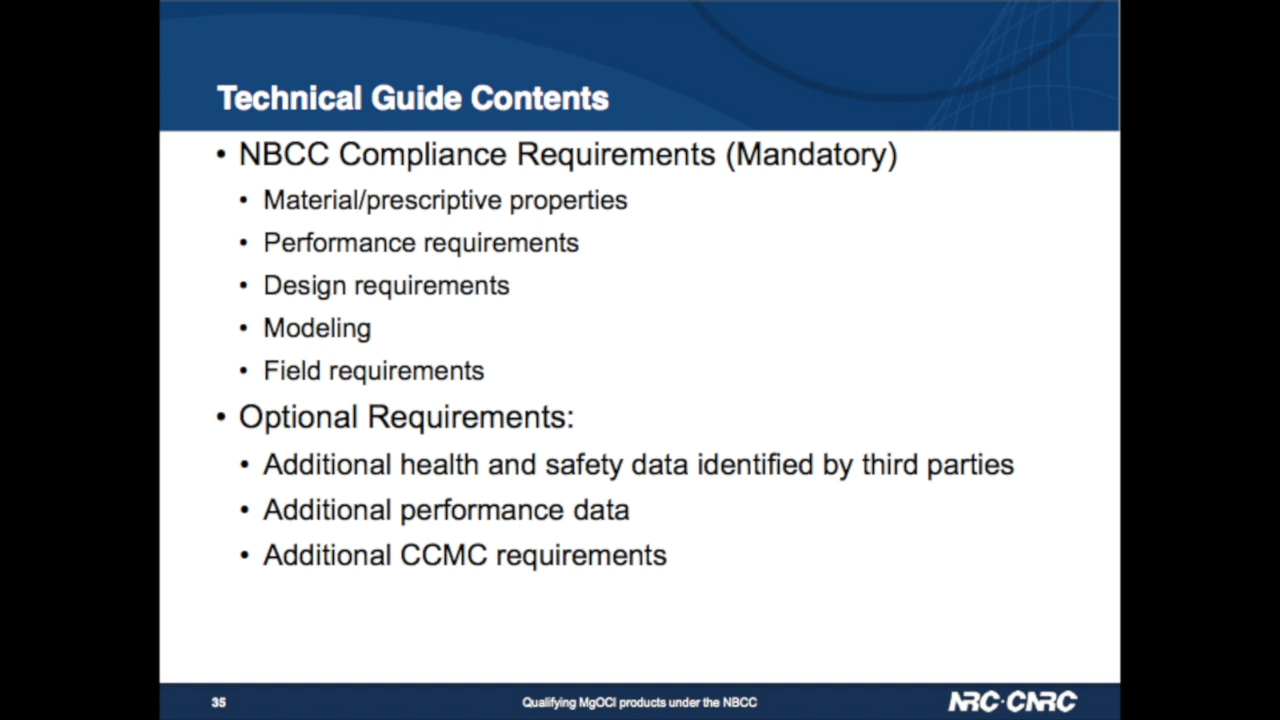 Technical Guide Contents
• NBCC Compliance Requirements (Mandatory)
• Material/prescriptive properties
• Performance requirements
• Design requirements
• Modeling
• Field requirements
• Optional Requirements:
• Additional health and safety data identified by third parties
• Additional performance data
• Additional CCMC requirements
35
Qualifying MgOCl products under the NBCC
NRC·CNRC